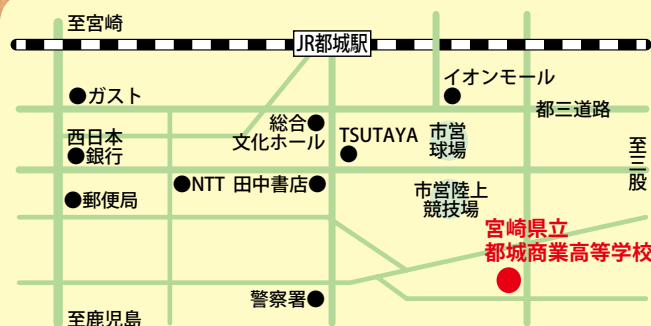 至宮崎
JR都城駅
●ガスト
イオンモール
都三道路
総合
文化ホール
TSUTAYA
市営
球場
西日本
●銀行
至三股
●NTT
田中書店●
●郵便局
市営陸上
競技場
宮崎県立
都城商業高等学校
警察署●
至鹿児島